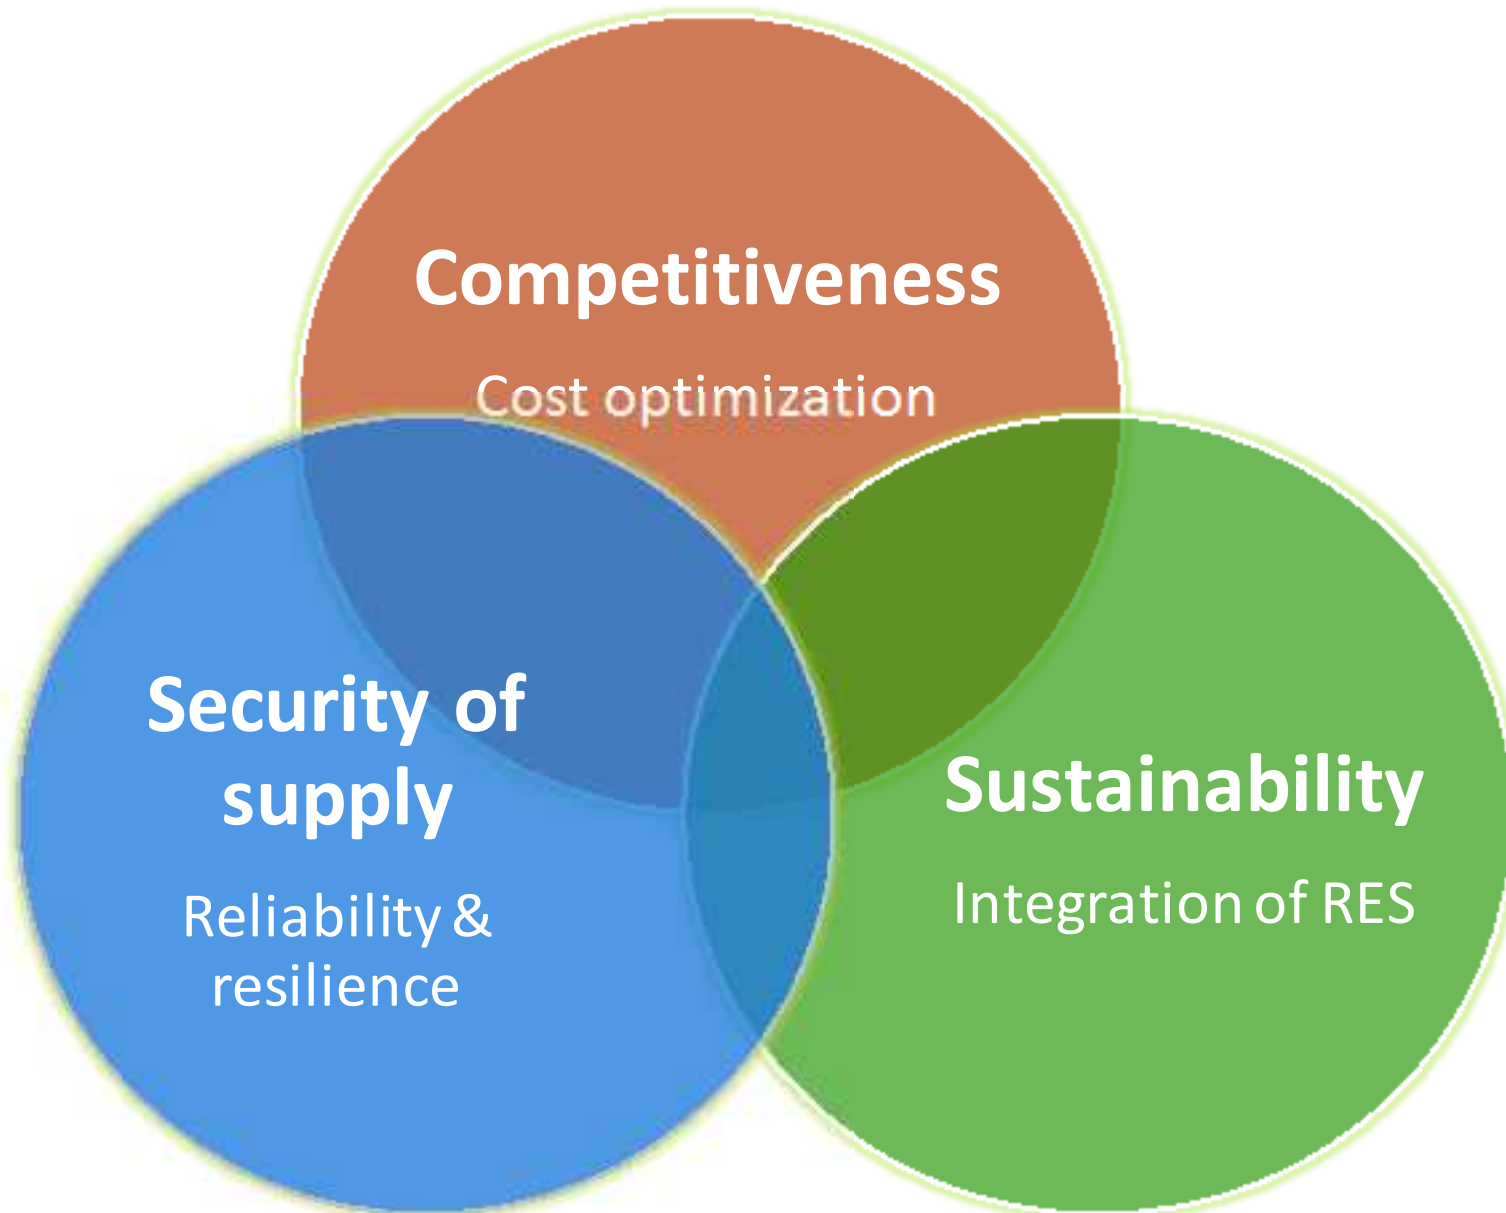 Competitiveness
Cost optimization
Security of
supply
Reliability &
resilience
Sustainability
Integration of RES